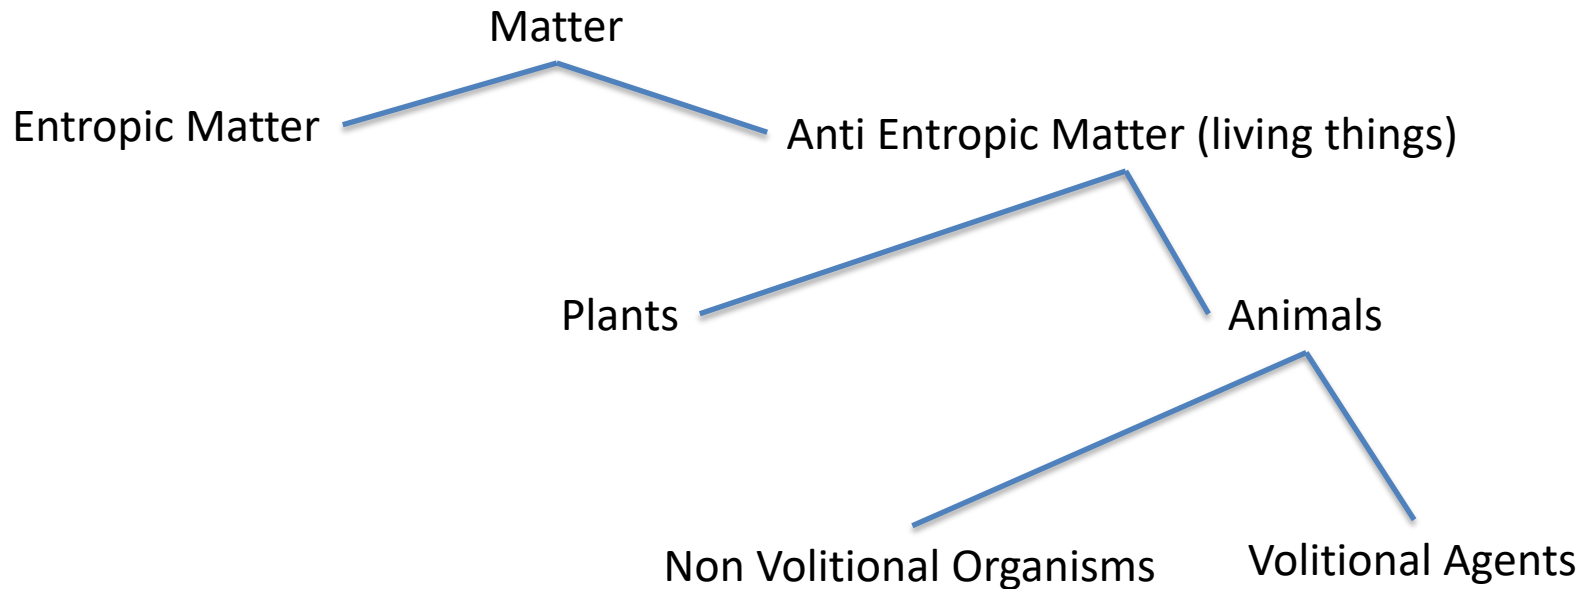 Matter
Entropic Matter
Anti Entropic Matter (living things)
Plants
Animals
Non Volitional Organisms
Volitional Agents